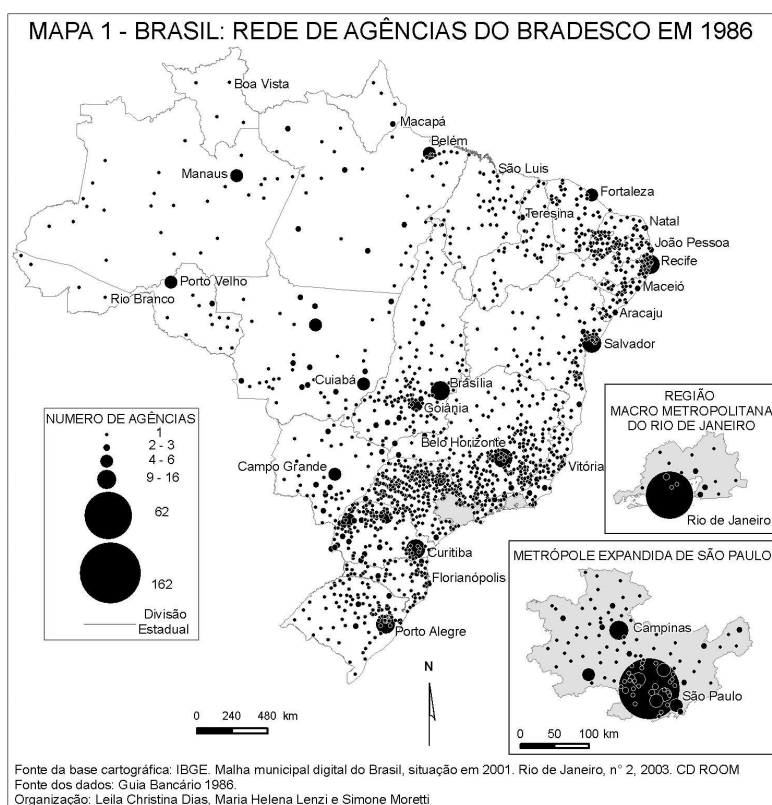 MAPA 1 - BRASIL: REDE DE AGÊNCIAS DO BRADESCO EM 1986
Boa Vista
Macapá
Belém
Manaus
São Luis
Fortaleza
Teresina
Natal
João Pessoa
Recife
Porto Velho
Maceió
Rio Branco
Aracaju
Salvador
Cuiabá
Brasília
Goiânia
Belo Horizonte
Vitória
Campo Grande
Curitiba
Florianópolis
Porto Alegre
NUMERO DE AGÊNCIAS
1
2 - 3
4 - 6
9 - 16
62
162
Divisão
Estadual
REGIÃO
MACRO METROPOLITANA
DO RIO DE JANEIRO
Rio de Janeiro
METRÓPOLE EXPANDIDA DE SÃO PAULO
Campinas
São Paulo
0 50 100 km
N
0 240 480 km
Fonte da base cartográfica: IBGE. Malha municipal digital do Brasil, situação em 2001. Rio de Janeiro, n° 2, 2003. CD ROOM
Fonte dos dados: Guia Bancário 1986.
Organização: Leila Christina Dias, Maria Helena Lenzi e Simone Moretti